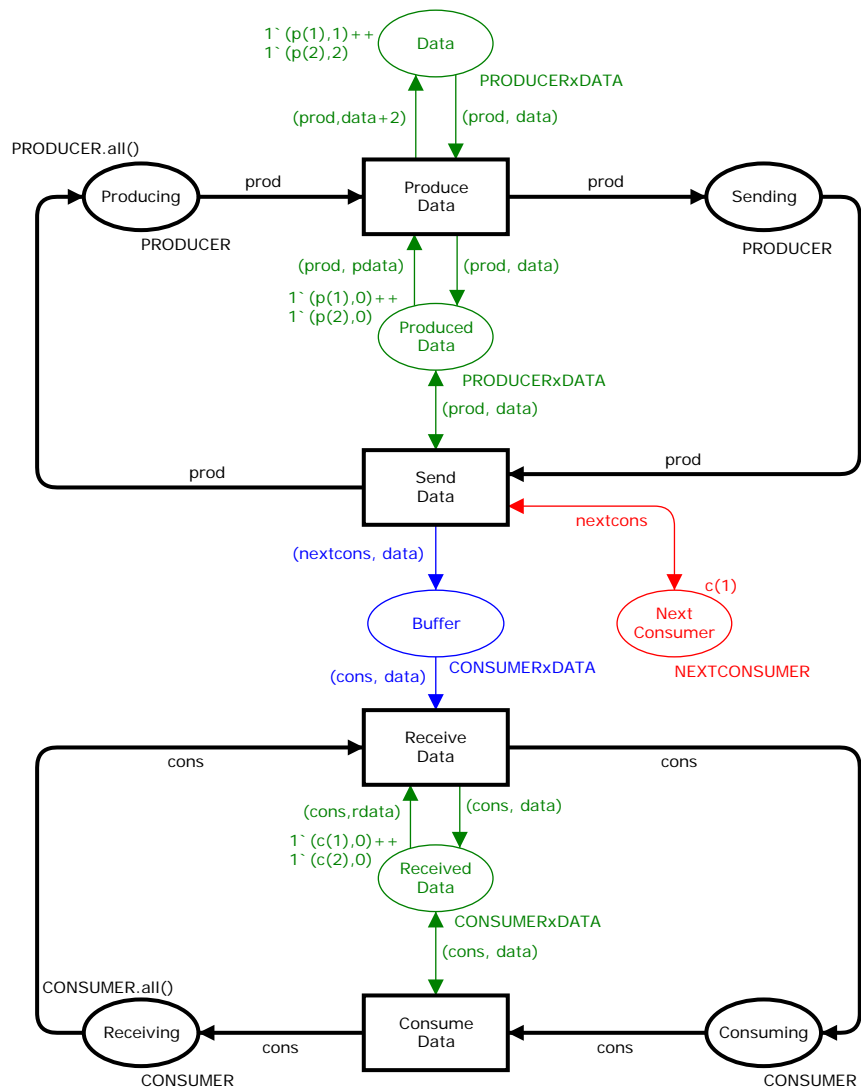 1`(p(1),1)++
1`(p(2),2)
Data
PRODUCERxDATA
(prod,data+2)
(prod, data)
PRODUCER.all()
Producing
prod
Produce
Data
prod
Sending
PRODUCER
PRODUCER
(prod, pdata)
(prod, data)
1`(p(1),0)++
1`(p(2),0)
Produced
Data
PRODUCERxDATA
(prod, data)
prod
Send
Data
prod
nextcons
(nextcons, data)
c(1)
Buffer
Next
Consumer
CONSUMERxDATA
NEXTCONSUMER
(cons, data)
cons
Receive
Data
cons
(cons,rdata)
(cons, data)
1`(c(1),0)++
1`(c(2),0)
Received
Data
CONSUMERxDATA
(cons, data)
CONSUMER.all()
Receiving
cons
Consume
Data
cons
Consuming
CONSUMER
CONSUMER